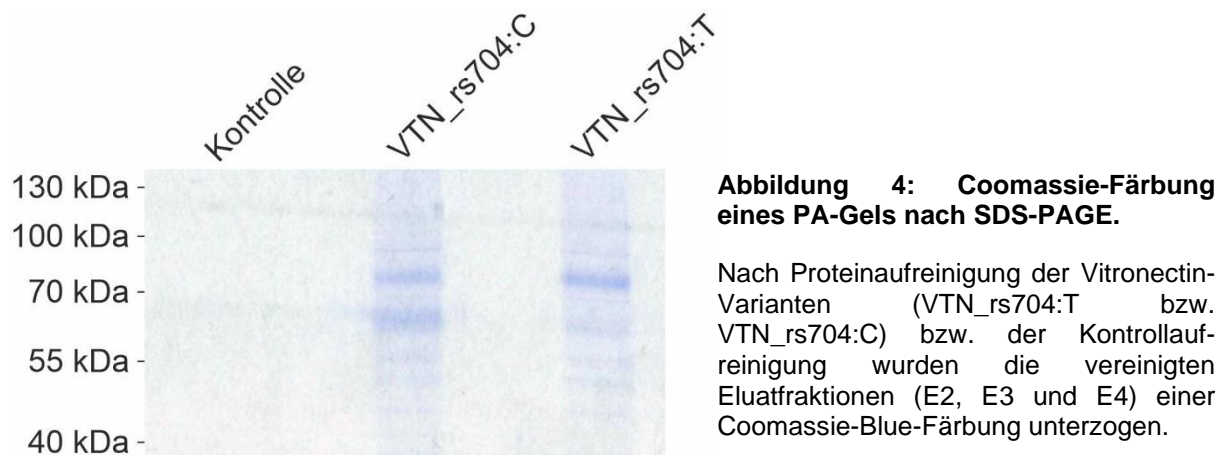 Kontrolle
VTN_rs704:C
VTN_rs704:T
130 kDa
100 kDa
70 kDa
55 kDa
40 kDa
Abbildung 4: Coomassie-Färbung
eines PA-Gels nach SDS-PAGE.
Nach Proteinaufreinigung der Vitronectin-
Varianten (VTN_rs704:T bzw.
VTN_rs704:C) bzw. der Kontrollauf-
reinigung wurden die vereinigten
Eluatfraktionen (E2, E3 und E4) einer
Coomassie-Blue-Färbung unterzogen.